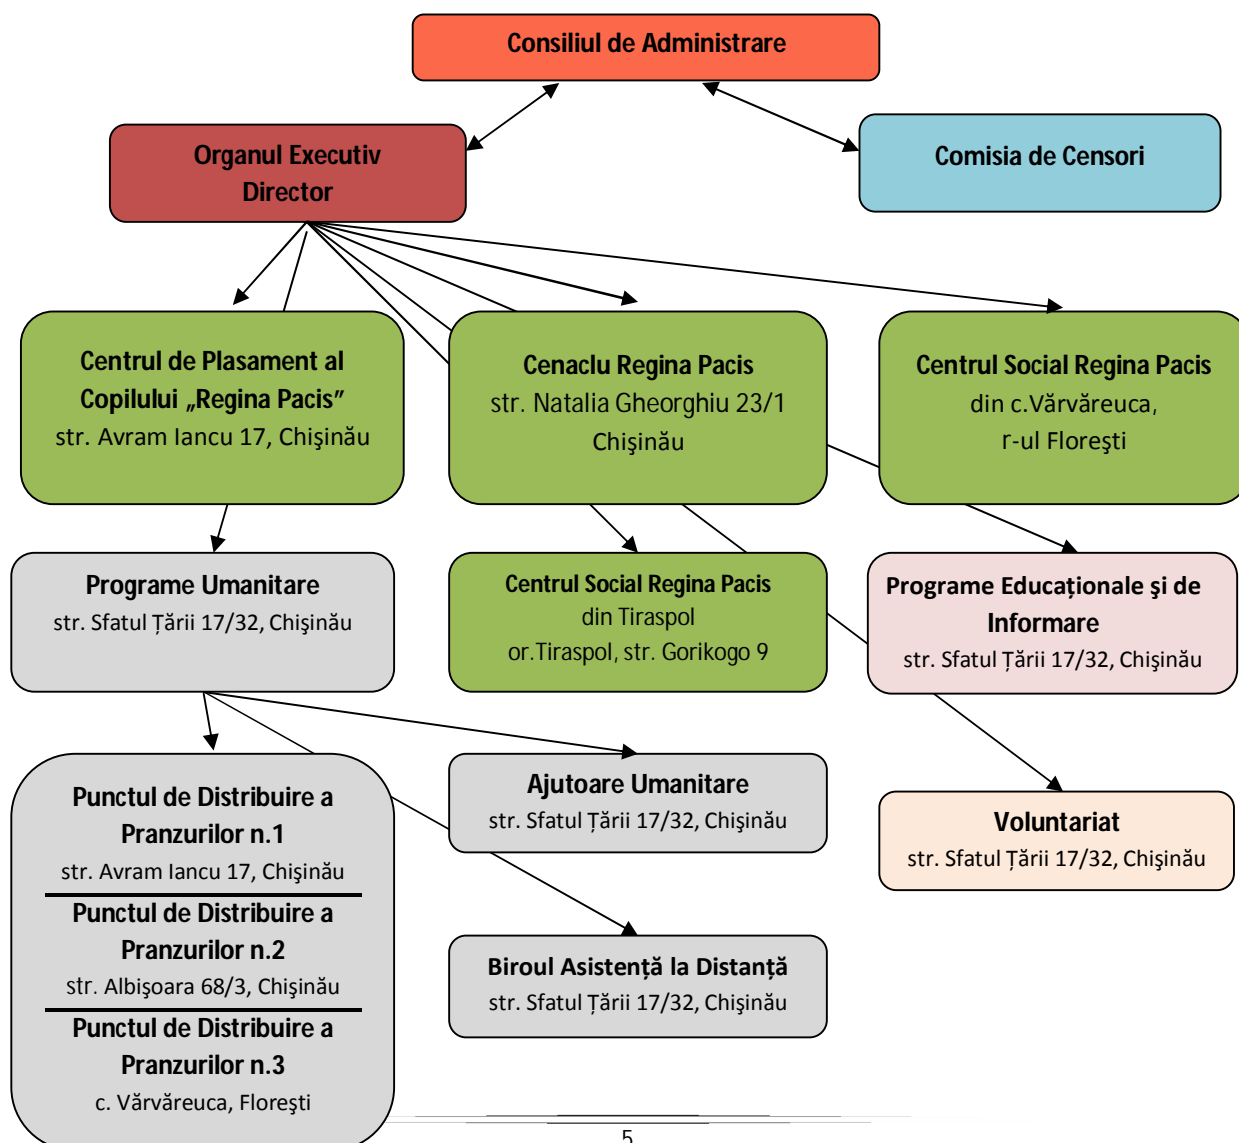 Consiliul de Administrare
Organul Executiv
Director
Comisia de Censori
Centrul de Plasament al
Copilului „Regina Pacis”
str. Avram Iancu 17, Chişinău
Cenaclu Regina Pacis
str. Natalia Gheorghiu 23/1
Chişinău
Centrul Social Regina Pacis
din c.Vărvăreuca,
r-ul Floreşti
Programe Umanitare
str. Sfatul Țării 17/32, Chişinău
Centrul Social Regina Pacis
din Tiraspol
or.Tiraspol, str. Gorikogo 9
Programe Educaționale şi de
Informare
str. Sfatul Țării 17/32, Chişinău
Punctul de Distribuire a
Pranzurilor n.1
str. Avram Iancu 17, Chişinău
Punctul de Distribuire a
Pranzurilor n.2
str. Albişoara 68/3, Chişinău
Punctul de Distribuire a
Pranzurilor n.3
c. Vărvăreuca, Floreşti
Ajutoare Umanitare
str. Sfatul Țării 17/32, Chişinău
Voluntariat
str. Sfatul Țării 17/32, Chişinău
Biroul Asistență la Distanță
str. Sfatul Țării 17/32, Chişinău
5